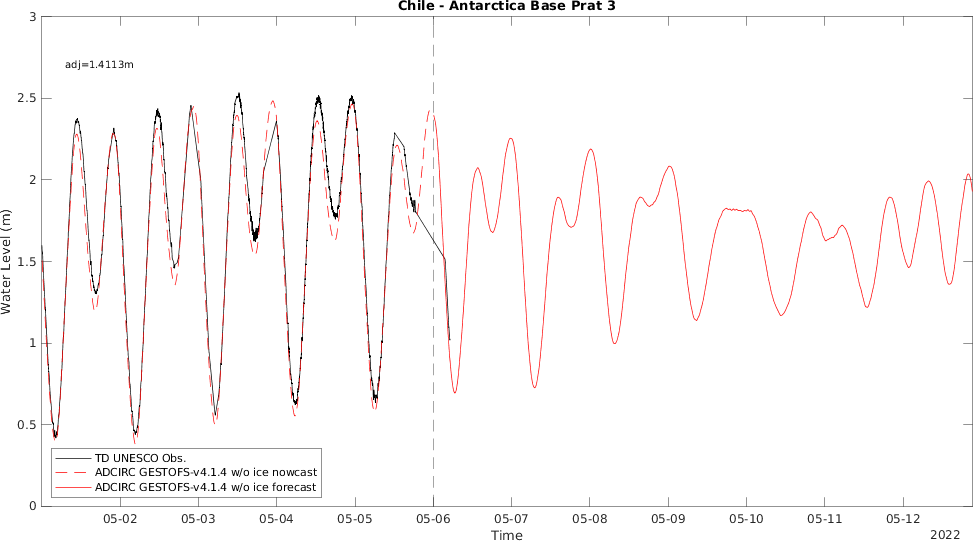 Chile - Antarctica Base Prat 3
3
adj=1.4113m
2.5
2
1.5
1
0.5
0
Water Level (m)
TD UNESCO Obs.
ADCIRC GESTOFS-v4.1.4 w/o ice nowcast
ADCIRC GESTOFS-v4.1.4 w/o ice forecast
05-02 05-03 05-04 05-05 05-06 05-07 05-08 05-09 05-10 05-11 05-12
Time
2022